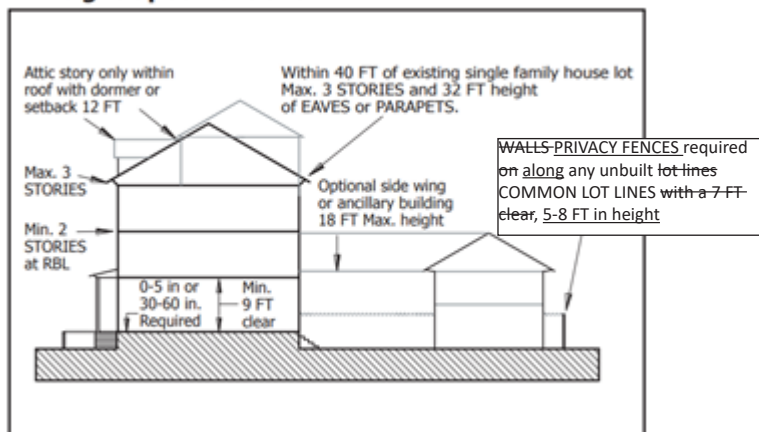 Attic story only within
roof with dormer or
setback 12 FT
Within 40 FT of existing single family house lot
Max. 3 STORIES and 32 FT height
of EAVES or PARAPETS.
WALLS PRIVACY FENCES required
on along any unbuilt lot lines
COMMON LOT LINES with a 7 FT
clear, 5-8 FT in height
Max. 3
STORIES
Optional side wing
or ancillary building
18 FT Max. height
Min. 2
STORIES
at RBL
0-5 in or
30-60 in.
Required
Min.
9 FT
clear